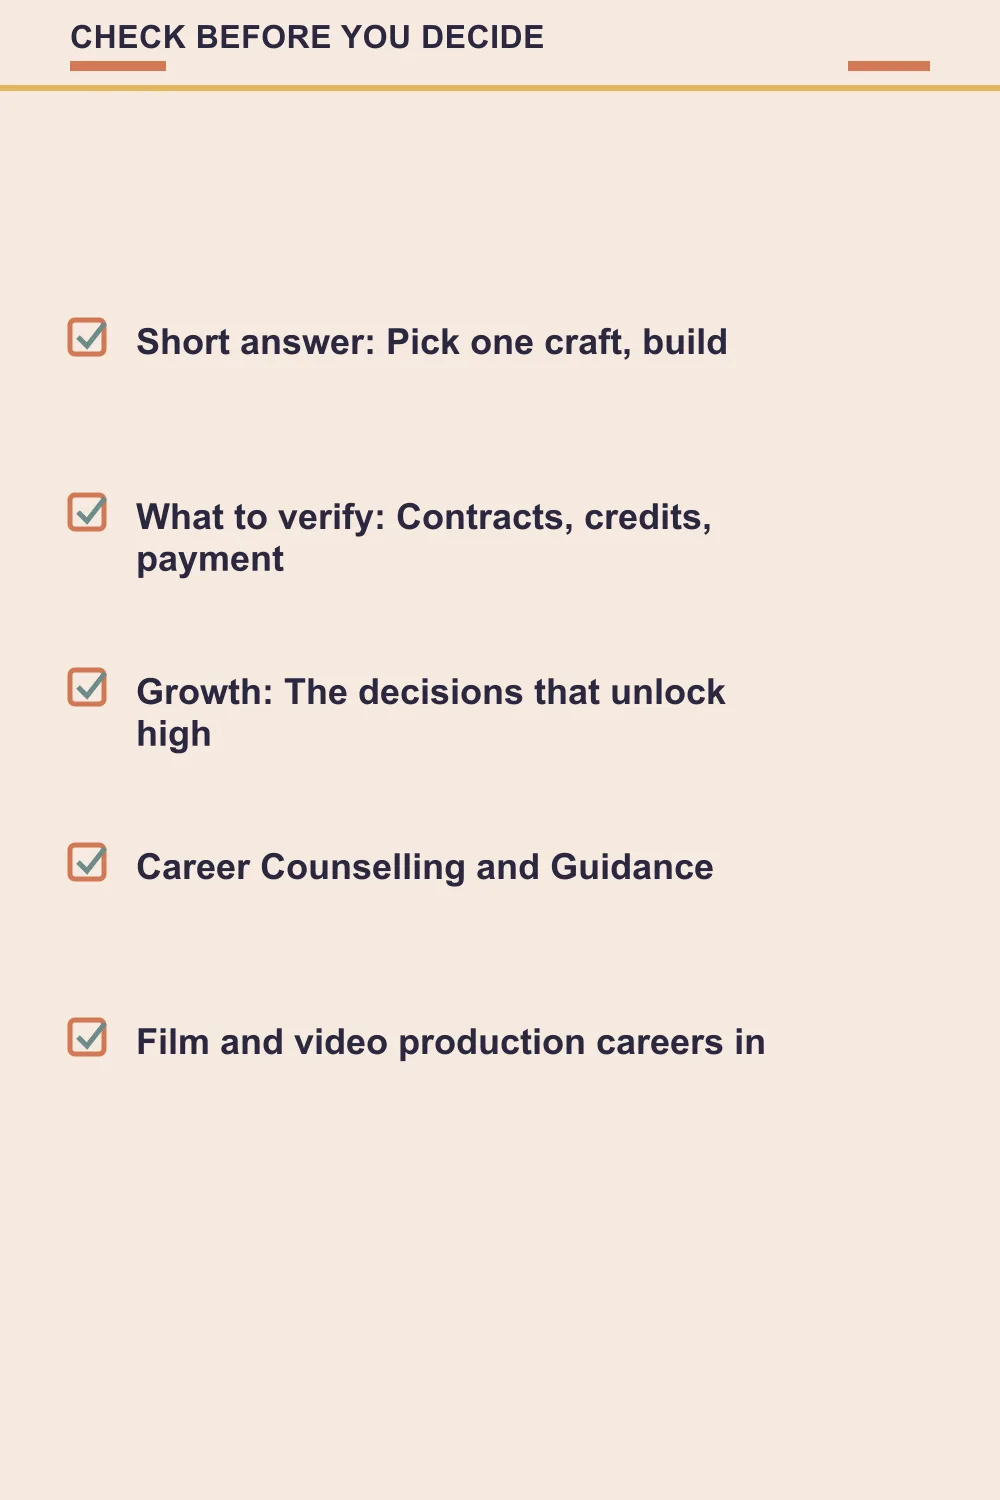 CHECK BEFORE YOU DECIDE
Short answer: Pick one craft, build
What to verify: Contracts, credits,
payment
Growth: The decisions that unlock
high
Career Counselling and Guidance
Film and video production careers in